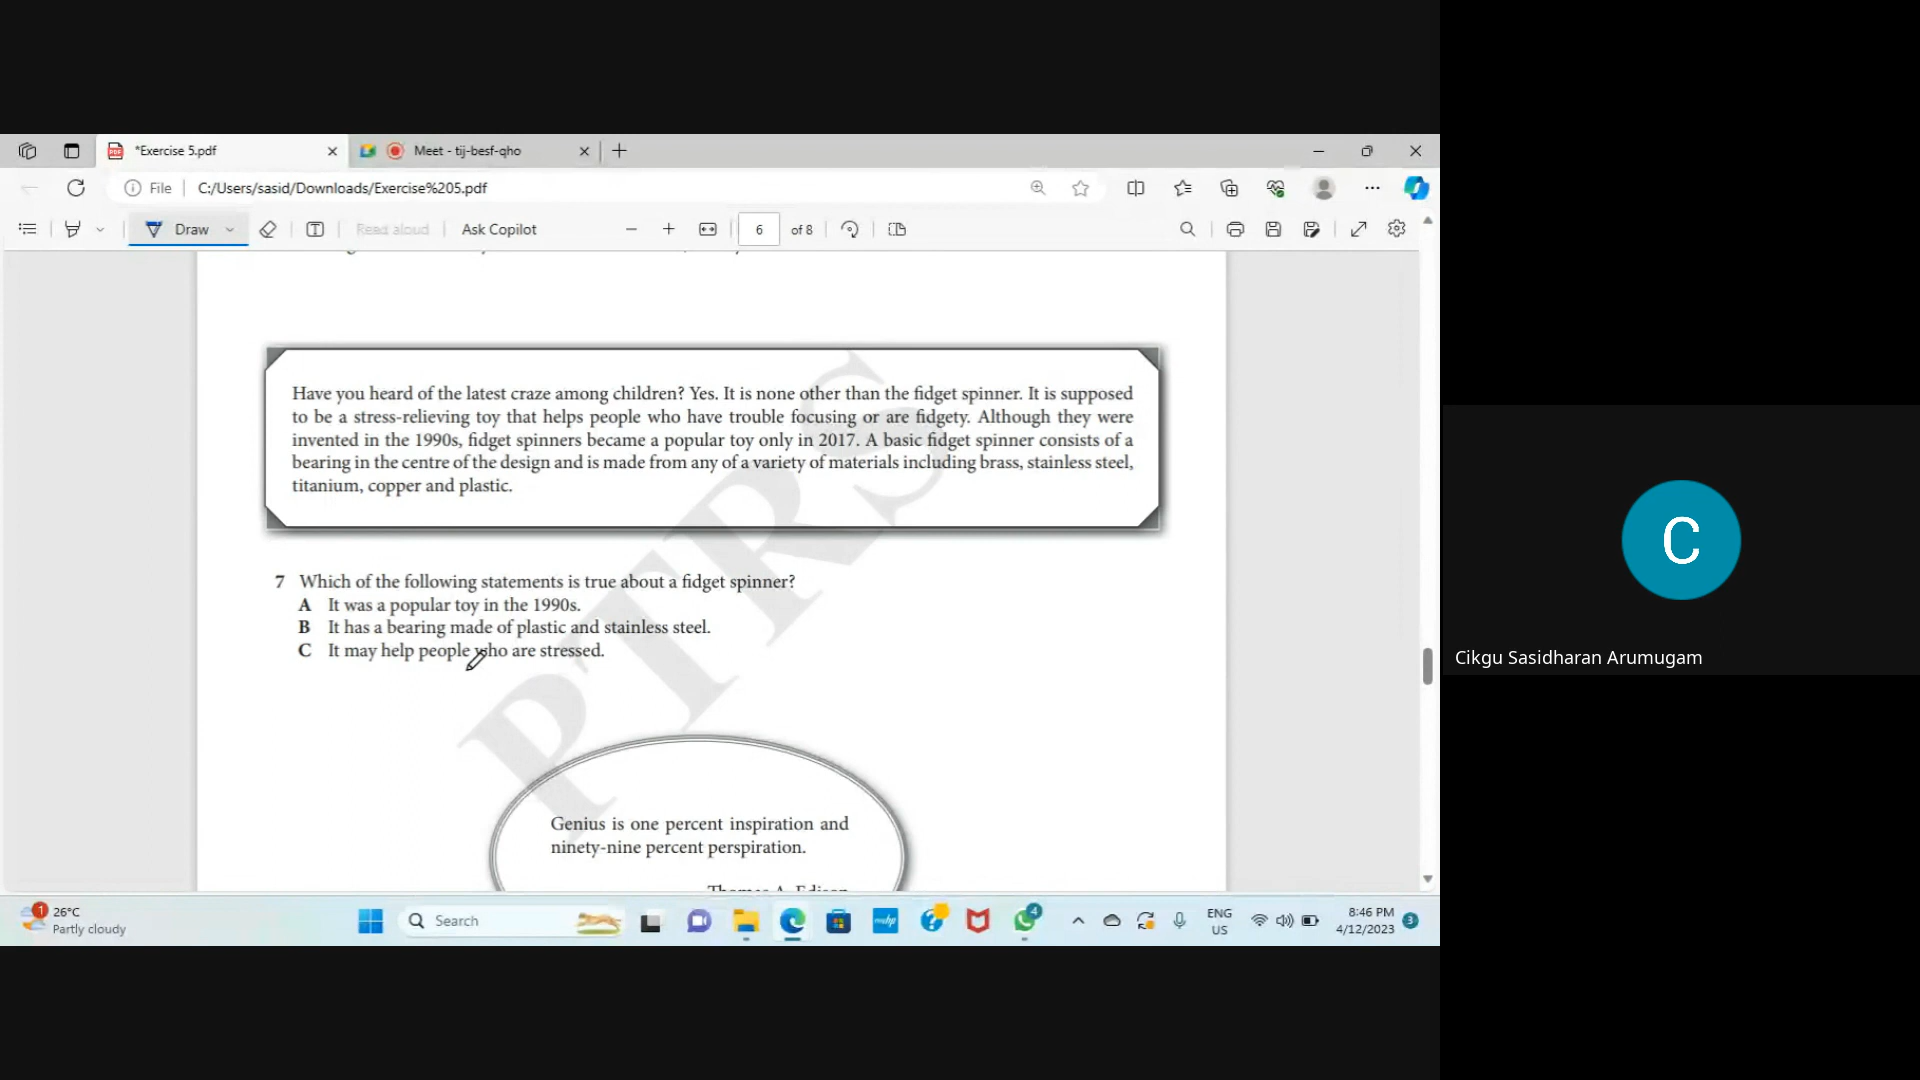 *Exercise 5.pdf
Meet - tij-besf-qho
File
C:/Users/sasid/Downloads/Exercise%205.pdf
Draw
Read aloud
Ask Copilot
6
of 8
Have you heard of the latest craze among children? Yes. It is none other than the fidget spinner. It is supposed
to be a stress-relieving toy that helps people who have trouble focusing or are fidgety. Although they were
invented in the 1990s, fidget spinners became a popular toy only in 2017. A basic fidget spinner consists of a
bearing in the centre of the design and is made from any of a variety of materials including brass, stainless steel,
titanium, copper and plastic.
PTRS
7 Which of the following statements is true about a fidget spinner?
A It was a popular toy in the 1990s.
B It has a bearing made of plastic and stainless steel.
C It may help people who are stressed.
Genius is one percent inspiration and
ninety-nine percent perspiration.
Thomas A. Edison
C
Cikgu Sasidharan Arumugam
1
26°C
Partly cloudy
Search
myhp
4
ENG
US
8:46 PM
4/12/2023
3